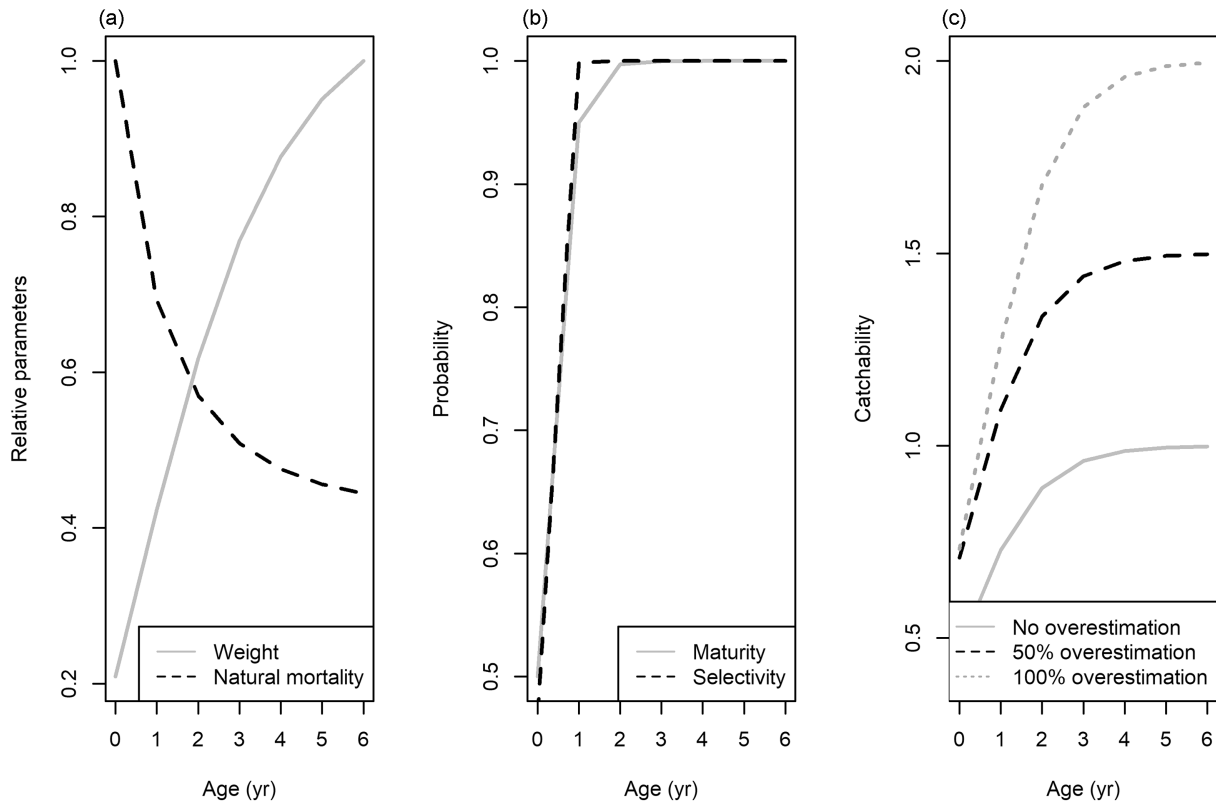 (a)
Relative parameters
1.0
0.8
0.6
0.4
0.2
Weight
Natural mortality
0 1 2 3 4 5 6
Age (yr)
(b)
Probability
1.0
0.9
0.8
0.7
0.6
0.5
Maturity
Selectivity
0 1 2 3 4 5 6
Age (yr)
(c)
Catchability
2.0
1.5
1.0
0.5
No overestimation
50% overestimation
100% overestimation
0 1 2 3 4 5 6
Age (yr)